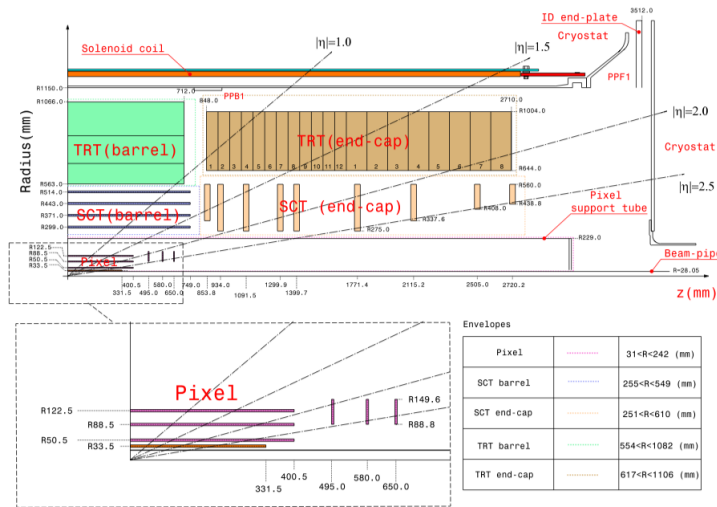 3512.0
ID end-plate
Cryostat
|η|=1.0
|η|=1.5
Solenoid coil
PPF1
R1150.0
712.0
PPB1
R1066.0
R848.0
2710.0
R1004.0
|η|=2.0
TRT(barrel)
TRT(end-cap)
Radius(mm)
Cryostat
1 2 3 4 5 6 7 8 9 10 11 12 1 2 3 4 5 6 7 8
R644.0
R563.0
R560.0
|η|=2.5
R514.0
R443.0
R438.8
R408.0
R371.0
R337.6
SCT(barrel)
SCT (end-cap)
Pixel
support tube
R299.0
R275.0
R229.0
R122.5
R88.5
R50.5
R33.5
Pixel
Beam-pipe
R=28.05
z(mm)
400.5 580.0 749.0 934.0 1299.9 1771.4 2115.2 2505.0 2720.2
331.5 495.0 650.0 853.8 1091.5 1399.7
Pixel
R149.6
R122.5
R88.5
R88.8
R50.5
R33.5
400.5 580.0
331.5 495.0 650.0
Envelopes
Pixel 31<R<242 (mm)
SCT barrel 255<R<549 (mm)
SCT end-cap 251<R<610 (mm)
TRT barrel 554<R<1082 (mm)
TRT end-cap 617<R<1106 (mm)